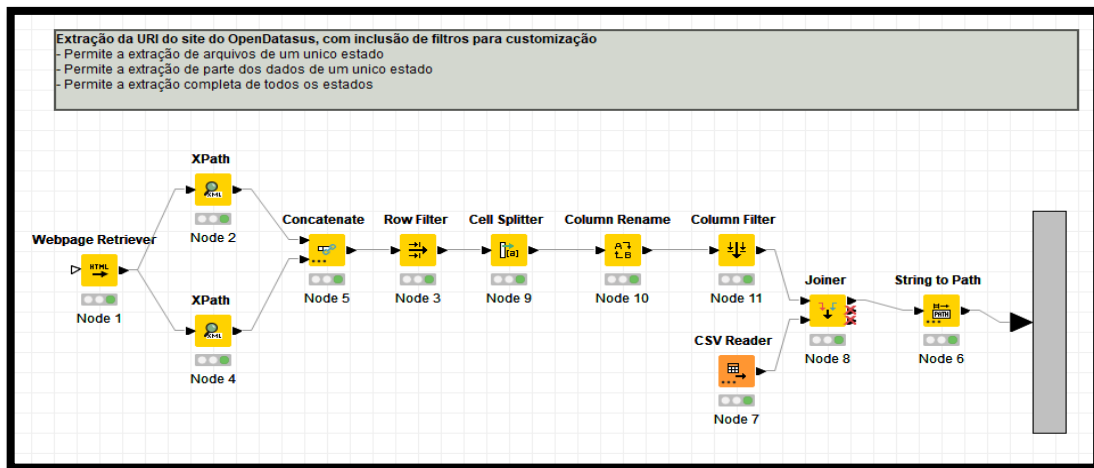 Extração da URI do site do OpenDatasus, com inclusão de filtros para customização
- Permite a extração de arquivos de um unico estado
- Permite a extração de parte dos dados de um unico estado
- Permite a extração completa de todos os estados
XPath
XML
Node 2
Webpage Retriever
HTML
Node 1
XPath
XML
Node 4
Concatenate
Node 5
Row Filter
Node 3
Cell Splitter
[a]
Node 9
Column Rename
A
B
Node 10
Column Filter
Node 11
CSV Reader
Node 7
Joiner
Node 8
String to Path
PATH
Node 6